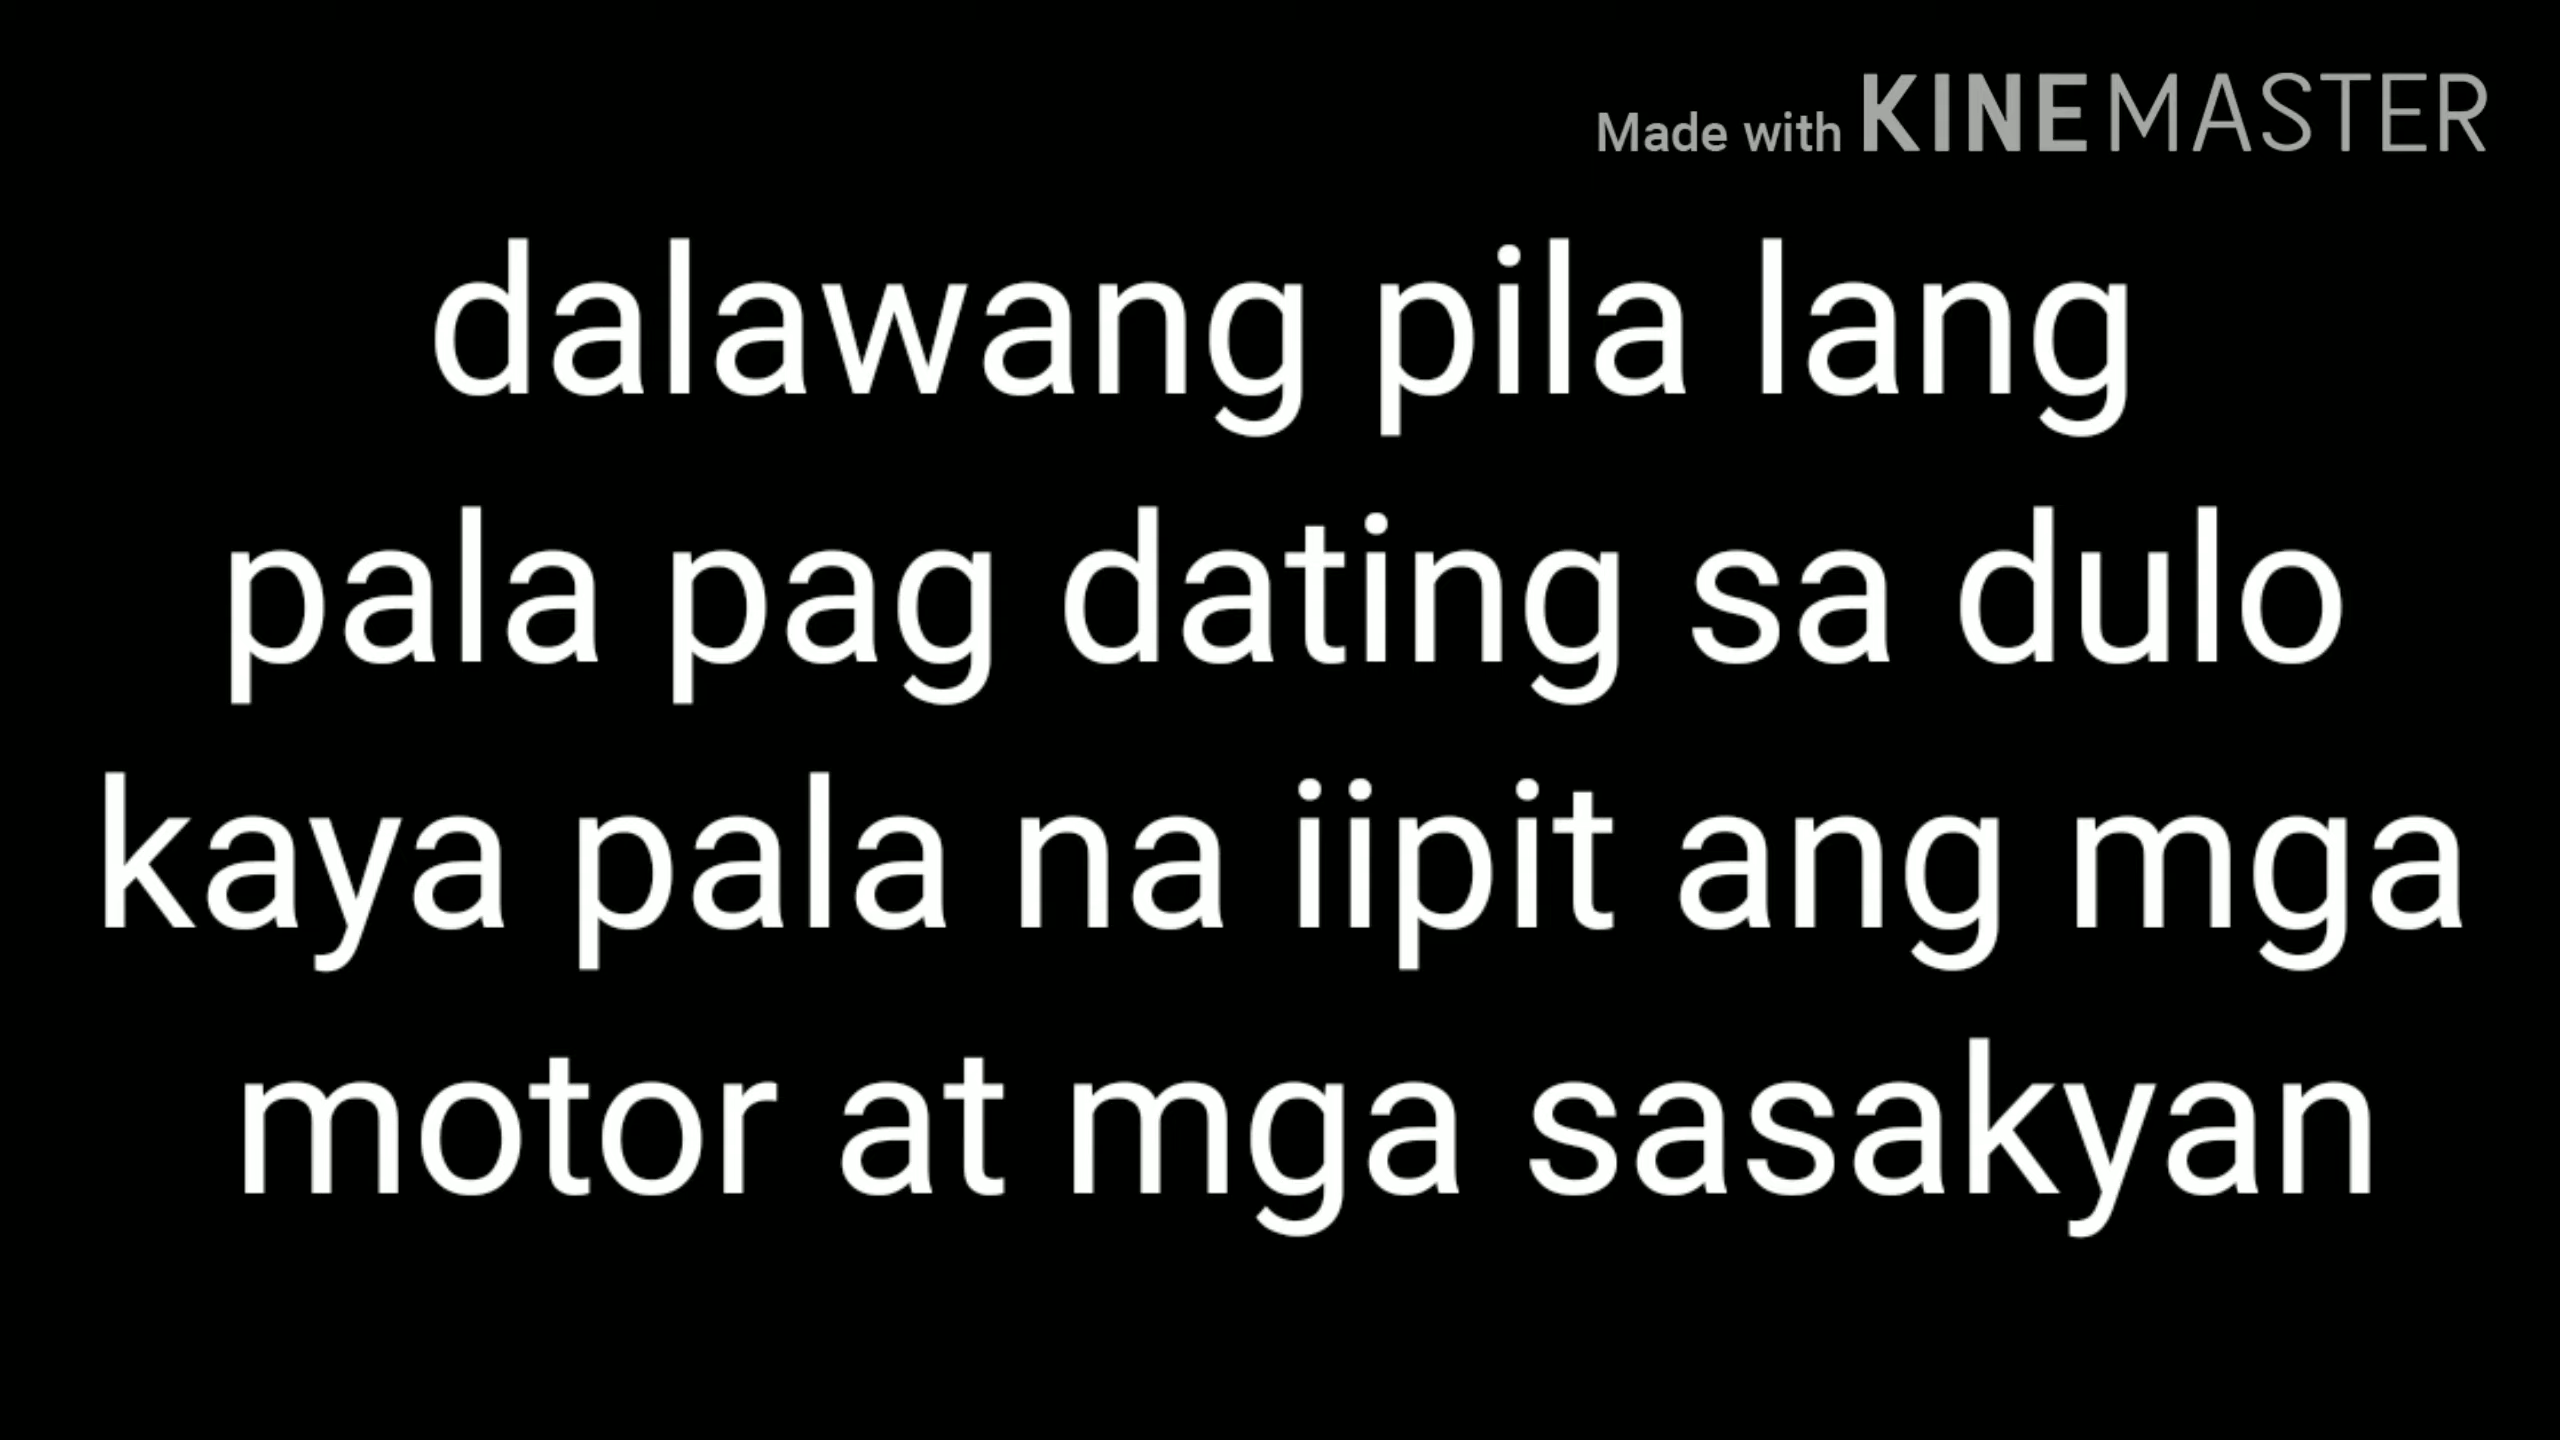 Made with KINEMASTER
dalawang pila lang
pala pag dating sa dulo
kaya pala na iipit ang mga
motor at mga sasakyan